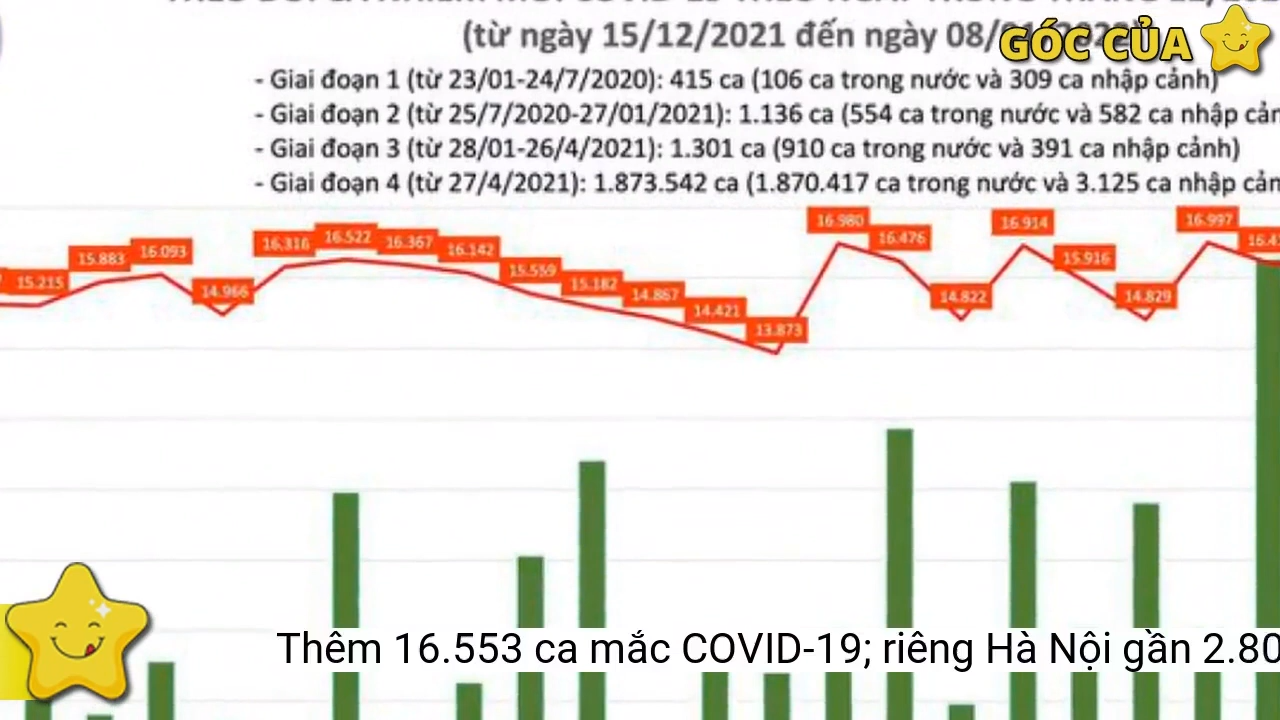 (từ ngày 15/12/2021 đến ngày 08/
GÓC CỦA
- Giai đoạn 1 (từ 23/01-24/7/2020): 415 ca (106 ca trong nước và 309 ca nhập cảnh)
- Giai đoạn 2 (từ 25/7/2020-27/01/2021): 1.136 ca (554 ca trong nước và 582 ca nhập
- Giai đoạn 3 (từ 28/01-26/4/2021): 1.301 ca (910 ca trong nước và 391 ca nhập cảnh)
- Giai đoạn 4 (từ 27/4/2021): 1.873.542 ca (1.870.417 ca trong nước và 3.125 ca nhập
15.215
15.883
16.093
14.966
16.316
16.522
16.367
16.142
15.559
15.182
14.867
14.421
13.873
16.980
16.476
14.822
16.914
15.916
14.829
16.997
Thêm 16.553 ca mắc COVID-19; riêng Hà Nội gần 2.80